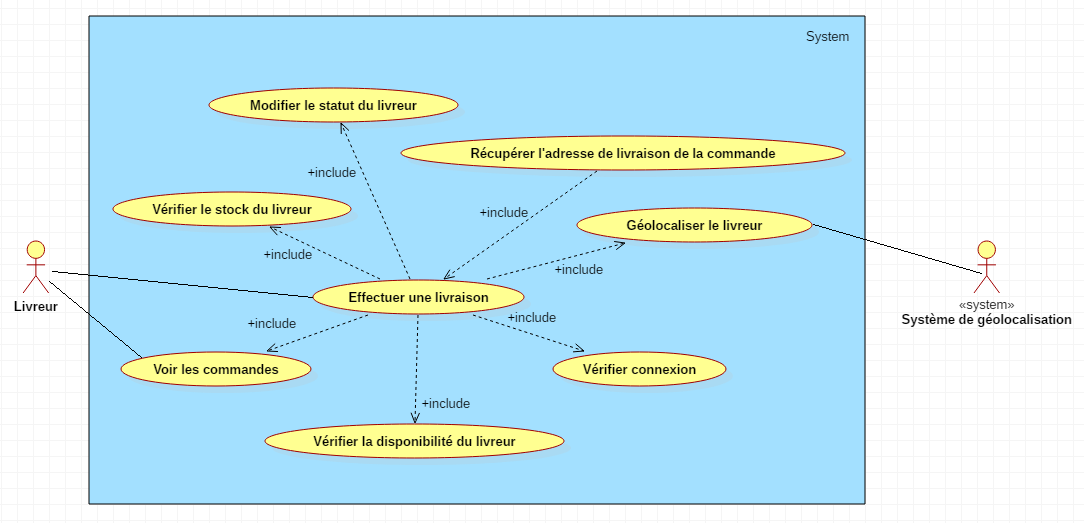 System
Modifier le statut du livreur
Récupérer l'adresse de livraison de la commande
+include
Vérifier le stock du livreur
+include
Géolocaliser le livreur
+include
+include
Effectuer une livraison
Livreur
«system»
Système de géolocalisation
+include
+include
Voir les commandes
Vérifier connexion
+include
Vérifier la disponibilité du livreur